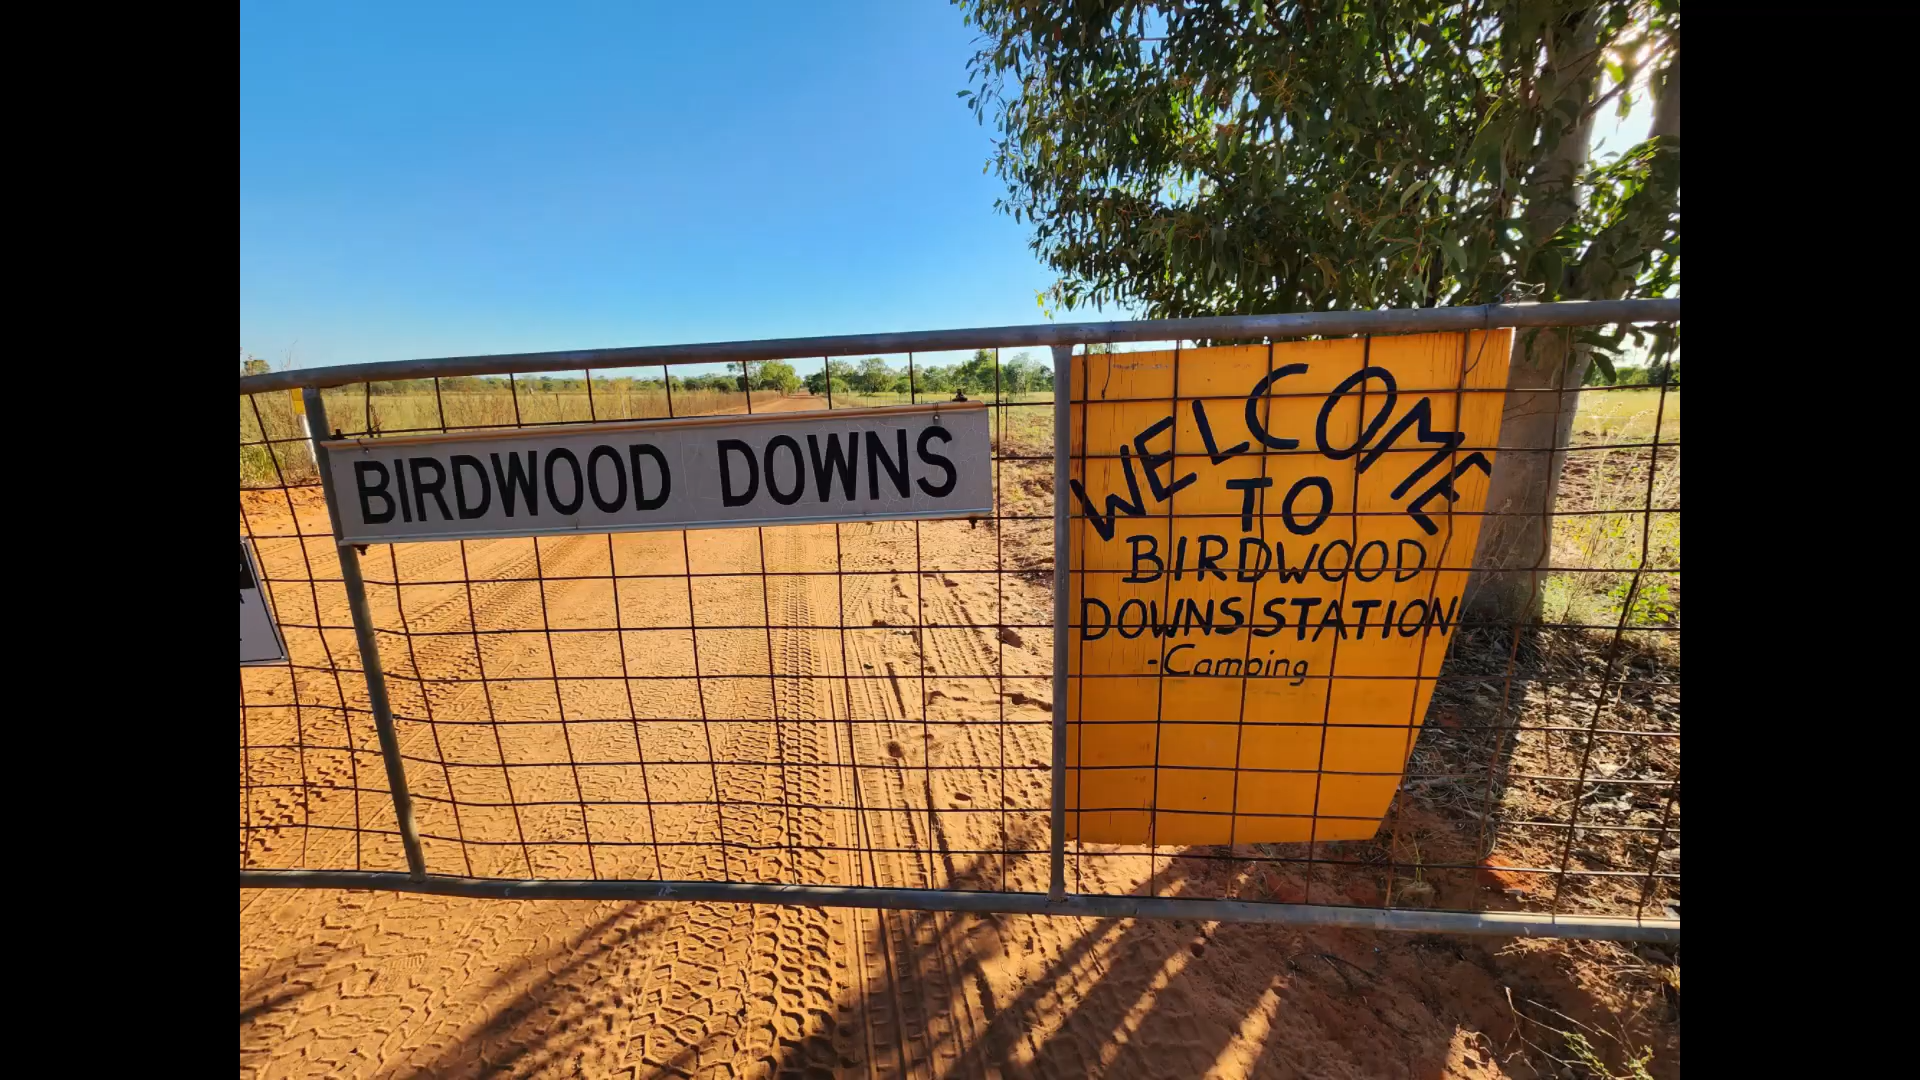 BIRDWOOD DOWNS
WELCOME
TO
BIRDWOOD
DOWNS STATION
-Camping